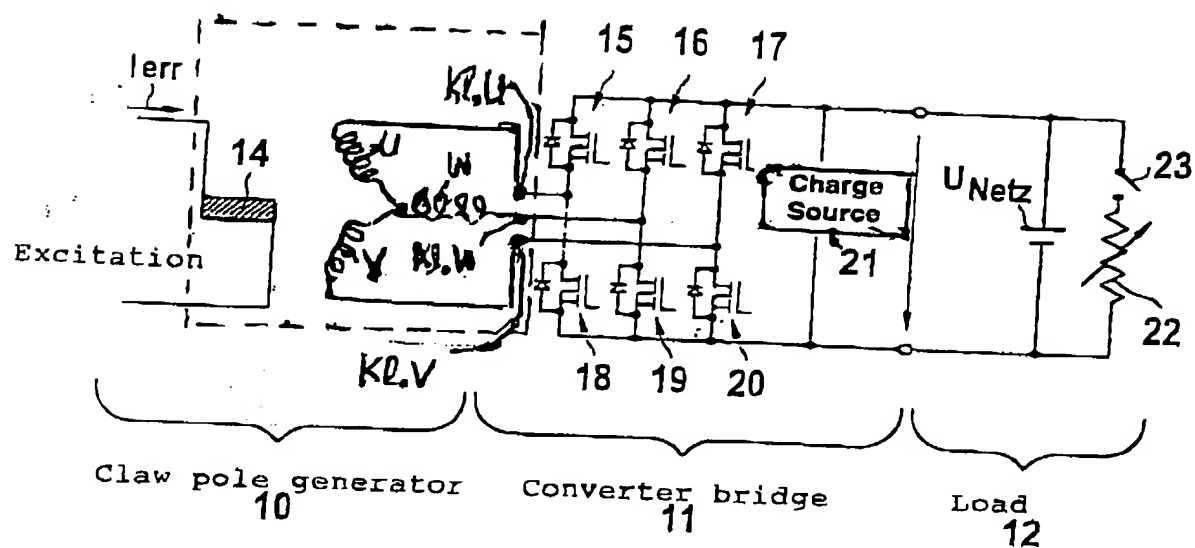 15 16 17
Ierr
Kl.U
14
U
W
V
Kl.W
Kl.V
Excitation
Charge
Source
21
UNetz
23
22
18 19 20
Claw pole generator
10
Converter bridge
11
Load
12